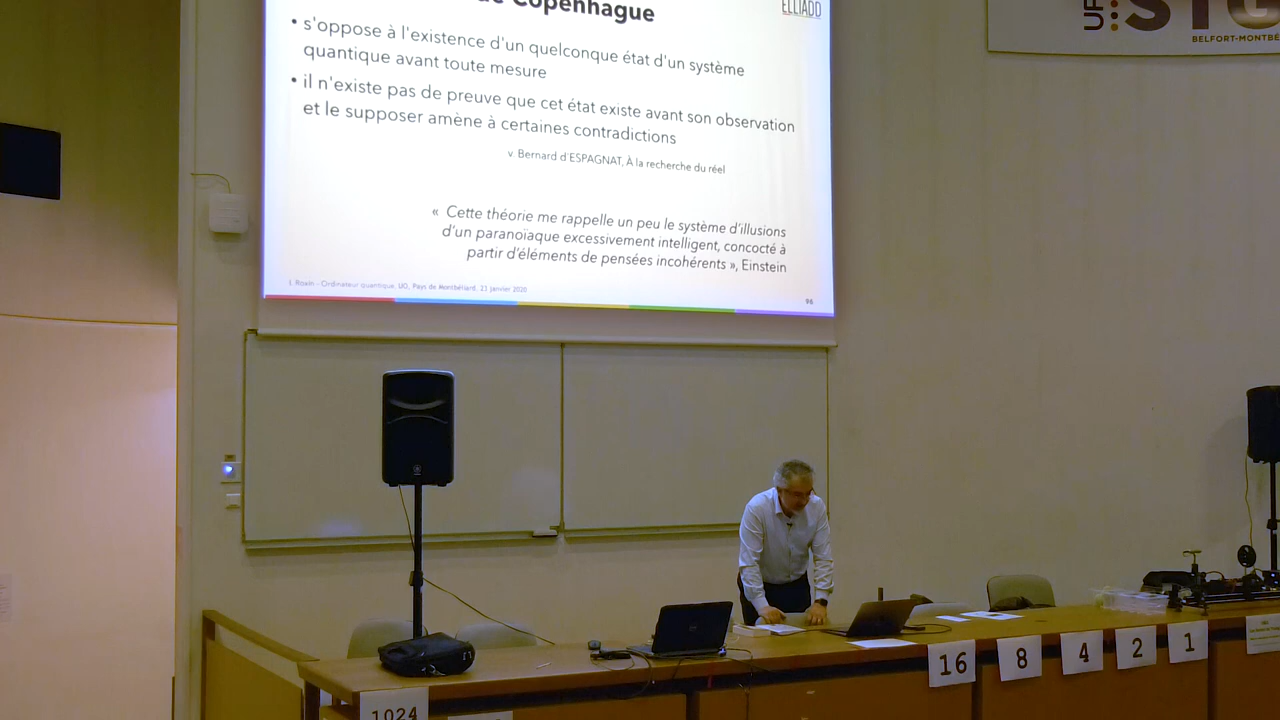 de Copenhague
ELLIADD
• s'oppose à l'existence d'un quelconque état d'un système
quantique avant toute mesure
• il n'existe pas de preuve que cet état existe avant son observation
et le supposer amène à certaines contradictions
v. Bernard d'ESPAGNAT, À la recherche du réel
« Cette théorie me rappelle un peu le système d'illusions
d'un paranoïaque excessivement intelligent, concocté à
partir d'éléments de pensées incohérents », Einstein
I. Roxin - Ordinateur quantique, UO, Pays de Montbéliard, 21 janvier 2020
98
STG
BELFORT-MONTBÉ
16
8
4
2
1
1024